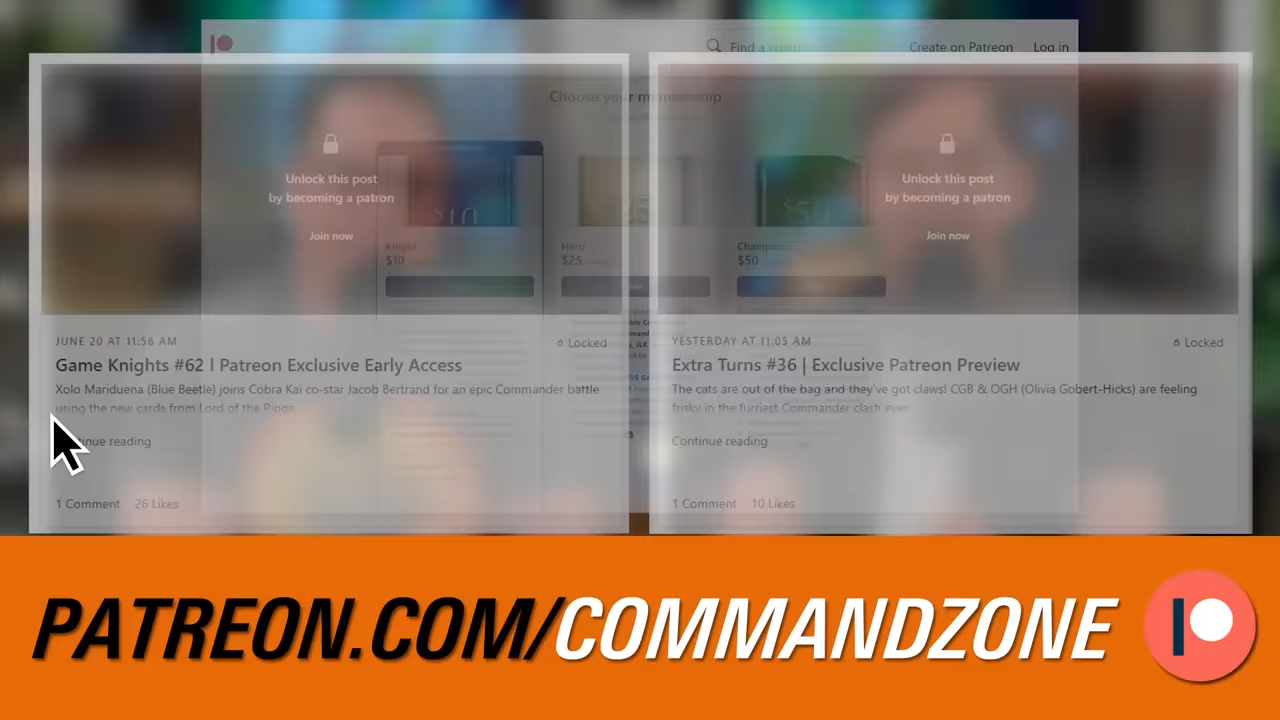 Create on Patreon
Log in
Choose your membership
Unlock this post
by becoming a patron
Join now
Unlock this post
by becoming a patron
Join now
$10
Knight
$10
Hero
$25
$50
Champion
$50
JUNE 20 AT 11:56 AM
Locked
Game Knights #62 | Patreon Exclusive Early Access
Xolo Mariduena (Blue Beetle) joins Cobra Kai co-star Jacob Bertrand for an epic Commander battle
using the new cards from Lord of the Rings.
reading
1 Comment
26 Likes
YESTERDAY AT 11:05 AM
Locked
Extra Turns #36 | Exclusive Patreon Preview
The cats are out of the bag and they've got claws! CGB & OGH (Olivia Gobert-Hicks) are feeling
frisky in the furriest Commander clash ever.
Continue reading
1 Comment
10 Likes
PATREON.COM/COMMANDZONE